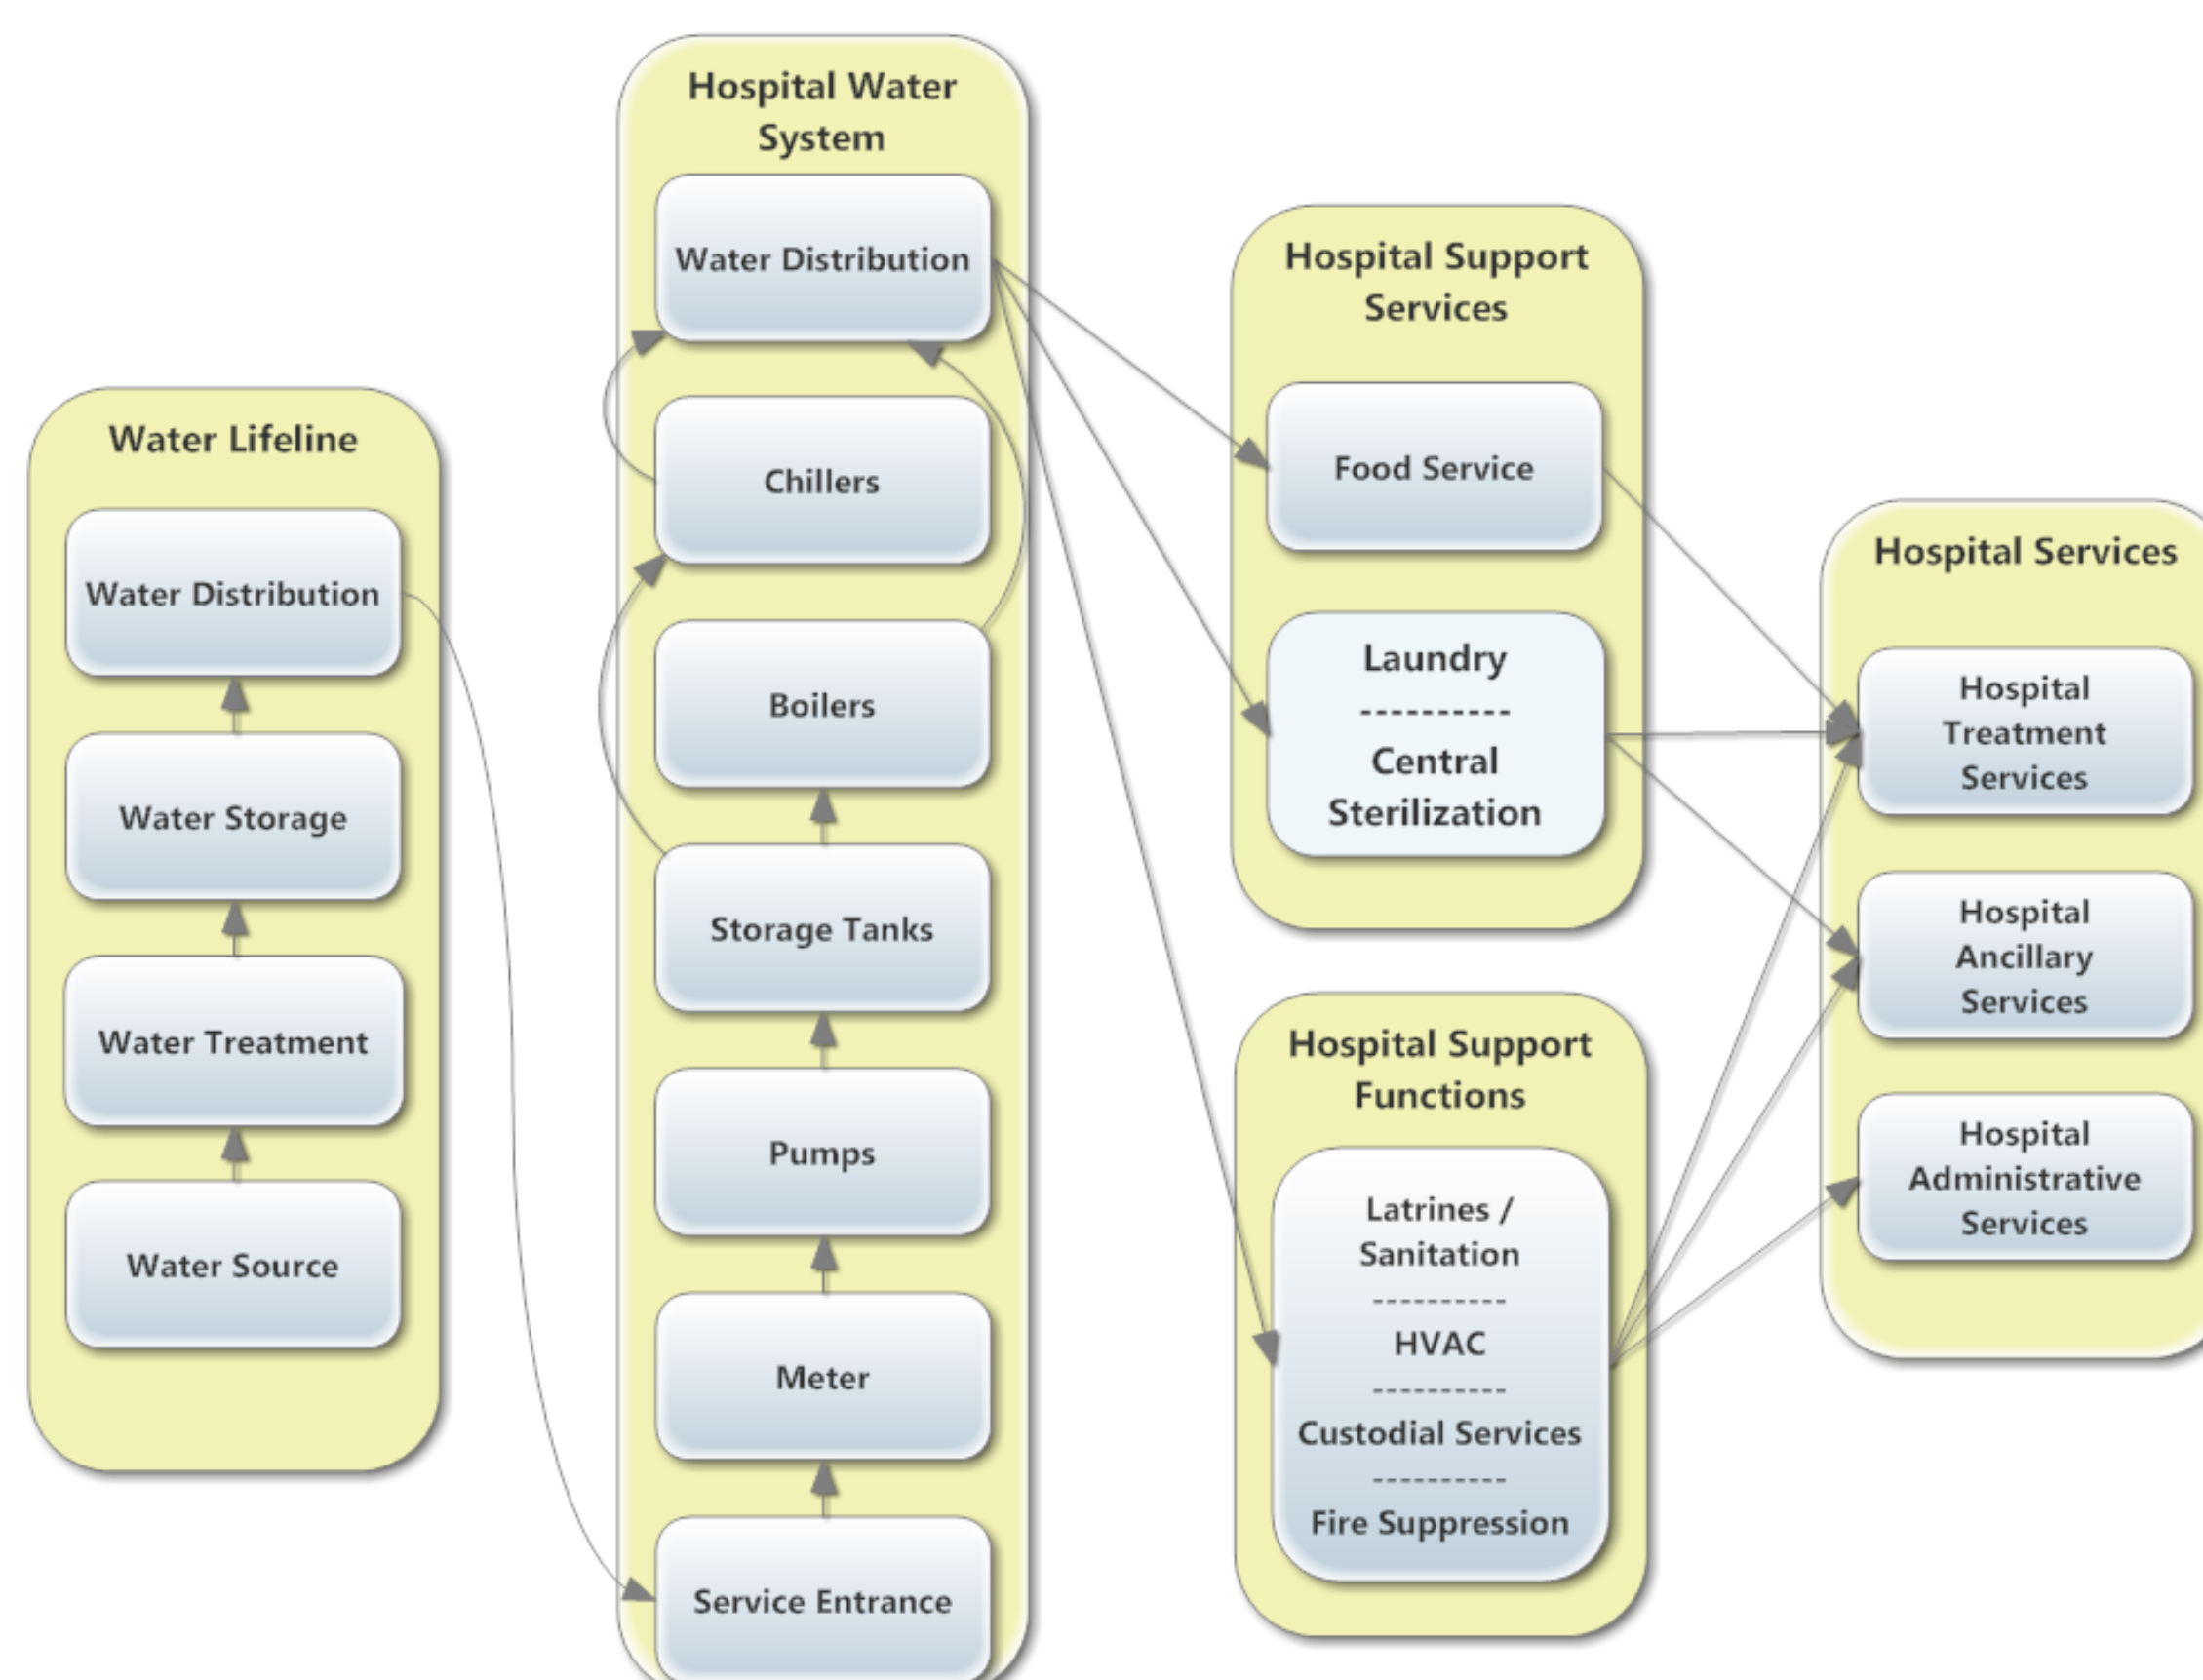 Water Lifeline
Water Distribution
Water Storage
Water Treatment
Water Source
Hospital Water
System
Water Distribution
Chillers
Boilers
Storage Tanks
Pumps
Meter
Service Entrance
Hospital Support
Services
Food Service
Laundry
----------
Central
Sterilization
Hospital Support
Functions
Latrines /
Sanitation
----------
HVAC
----------
Custodial Services
----------
Fire Suppression
Hospital Services
Hospital
Treatment
Services
Hospital
Ancillary
Services
Hospital
Administrative
Services